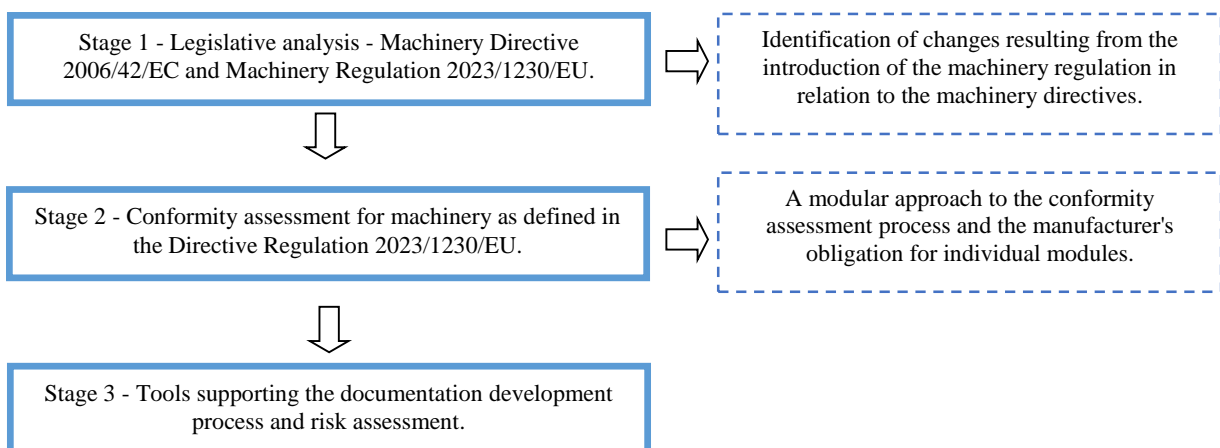 Stage 1 - Legislative analysis - Machinery Directive
2006/42/EC and Machinery Regulation 2023/1230/EU.
Identification of changes resulting from the
introduction of the machinery regulation in
relation to the machinery directives.
Stage 2 - Conformity assessment for machinery as defined in
the Directive Regulation 2023/1230/EU.
A modular approach to the conformity
assessment process and the manufacturer's
obligation for individual modules.
Stage 3 - Tools supporting the documentation development
process and risk assessment.